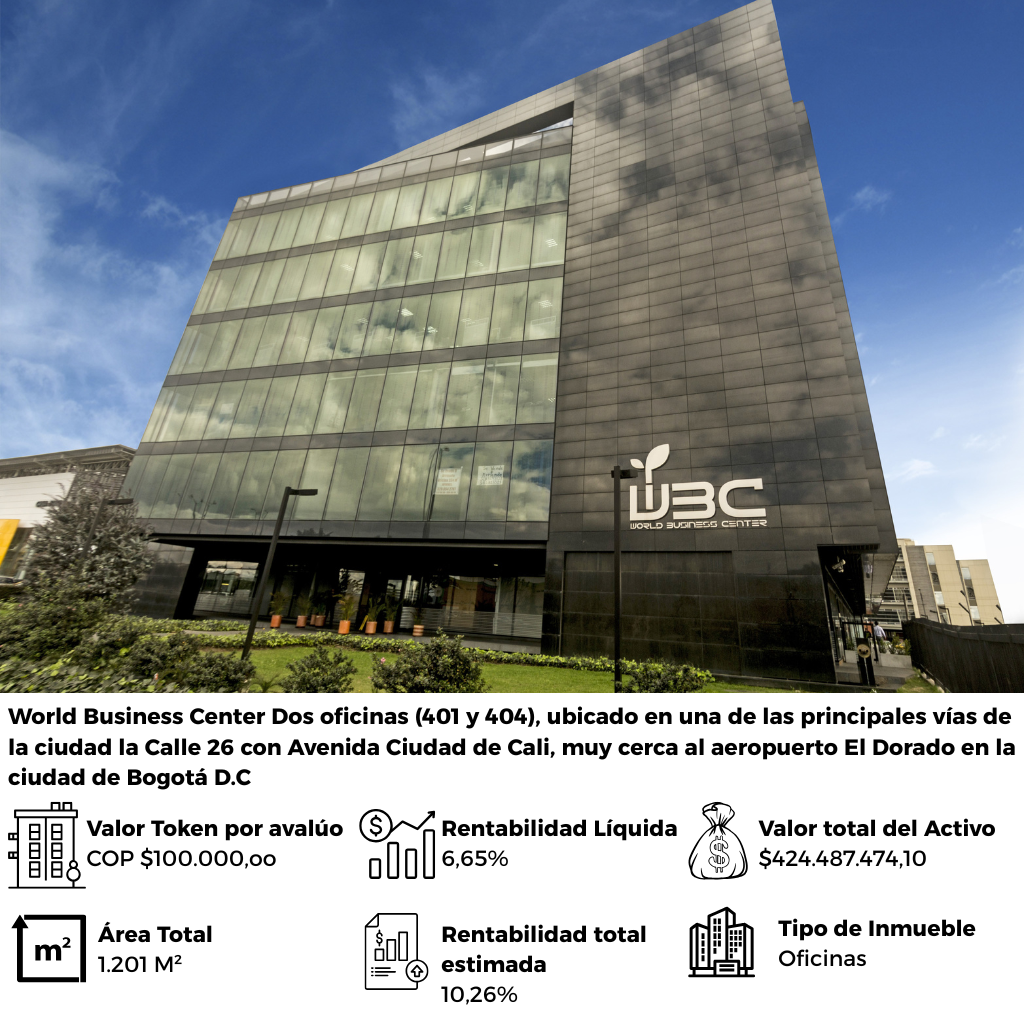 WBC
WORLD BUSINESS CENTER
World Business Center Dos oficinas (401 y 404), ubicado en una de las principales vías de
la ciudad la Calle 26 con Avenida Ciudad de Cali, muy cerca al aeropuerto El Dorado en la
ciudad de Bogotá D.C
Valor Token por avalúo
COP $100.000,oo
Rentabilidad Líquida
6,65%
Valor total del Activo
$424.487.474,10
m²
Área Total
1.201 M²
Rentabilidad total
estimada
10,26%
Tipo de Inmueble
Oficinas